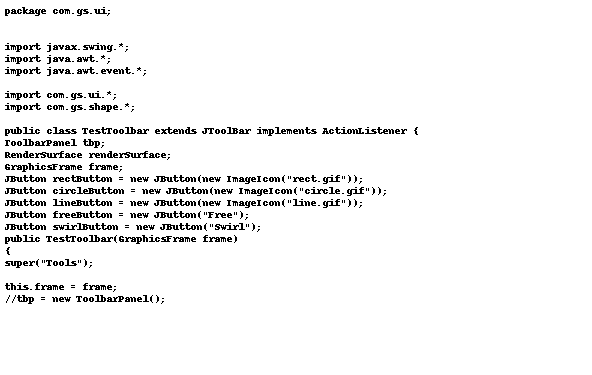 package com.gs.ui;
import javax.swing.*;
import java.awt.*;
import java.awt.event.*;
import com.gs.ui.*;
import com.gs.shape.*;
public class TestToolbar extends JToolBar implements ActionListener {
ToolbarPanel tbp;
RenderSurface renderSurface;
GraphicsFrame frame;
JButton rectButton = new JButton(new ImageIcon("rect.gif"));
JButton circleButton = new JButton(new ImageIcon("circle.gif"));
JButton lineButton = new JButton(new ImageIcon("line.gif"));
JButton freeButton = new JButton("Free");
JButton swirlButton = new JButton("Swirl");
public TestToolbar(GraphicsFrame frame)
{
super("Tools");
this.frame = frame;
//tbp = new ToolbarPanel();